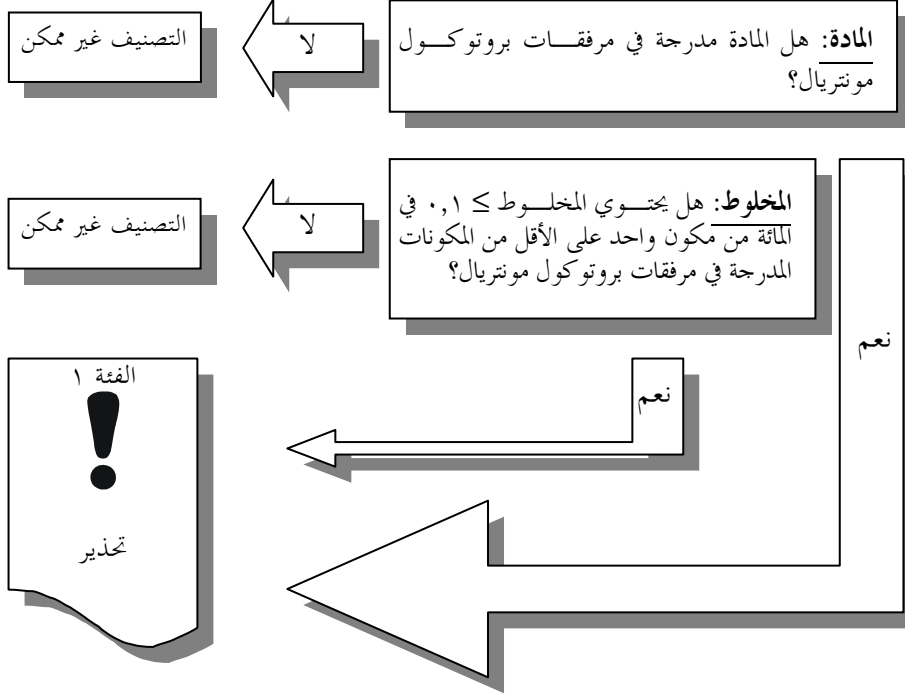 المادة: هل المادة مدرجة في مرفقات بروتوكول
مونتريال؟
لا
التصنيف غير ممكن
المخلوط: هل يحتوي المخلوط ≥ ٠,١ في
المائة من مكون واحد على الأقل من المكونات
المدرجة في مرفقات بروتوكول مونتريال؟
لا
التصنيف غير ممكن
نعم
نعم
الفئة ١
!
تحذير